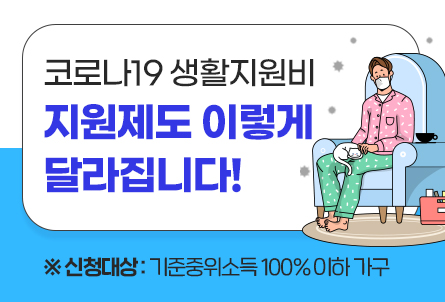 코로나19 생활지원비
지원제도 이렇게
달라집니다!
※ 신청대상 : 기준중위소득 100% 이하 가구